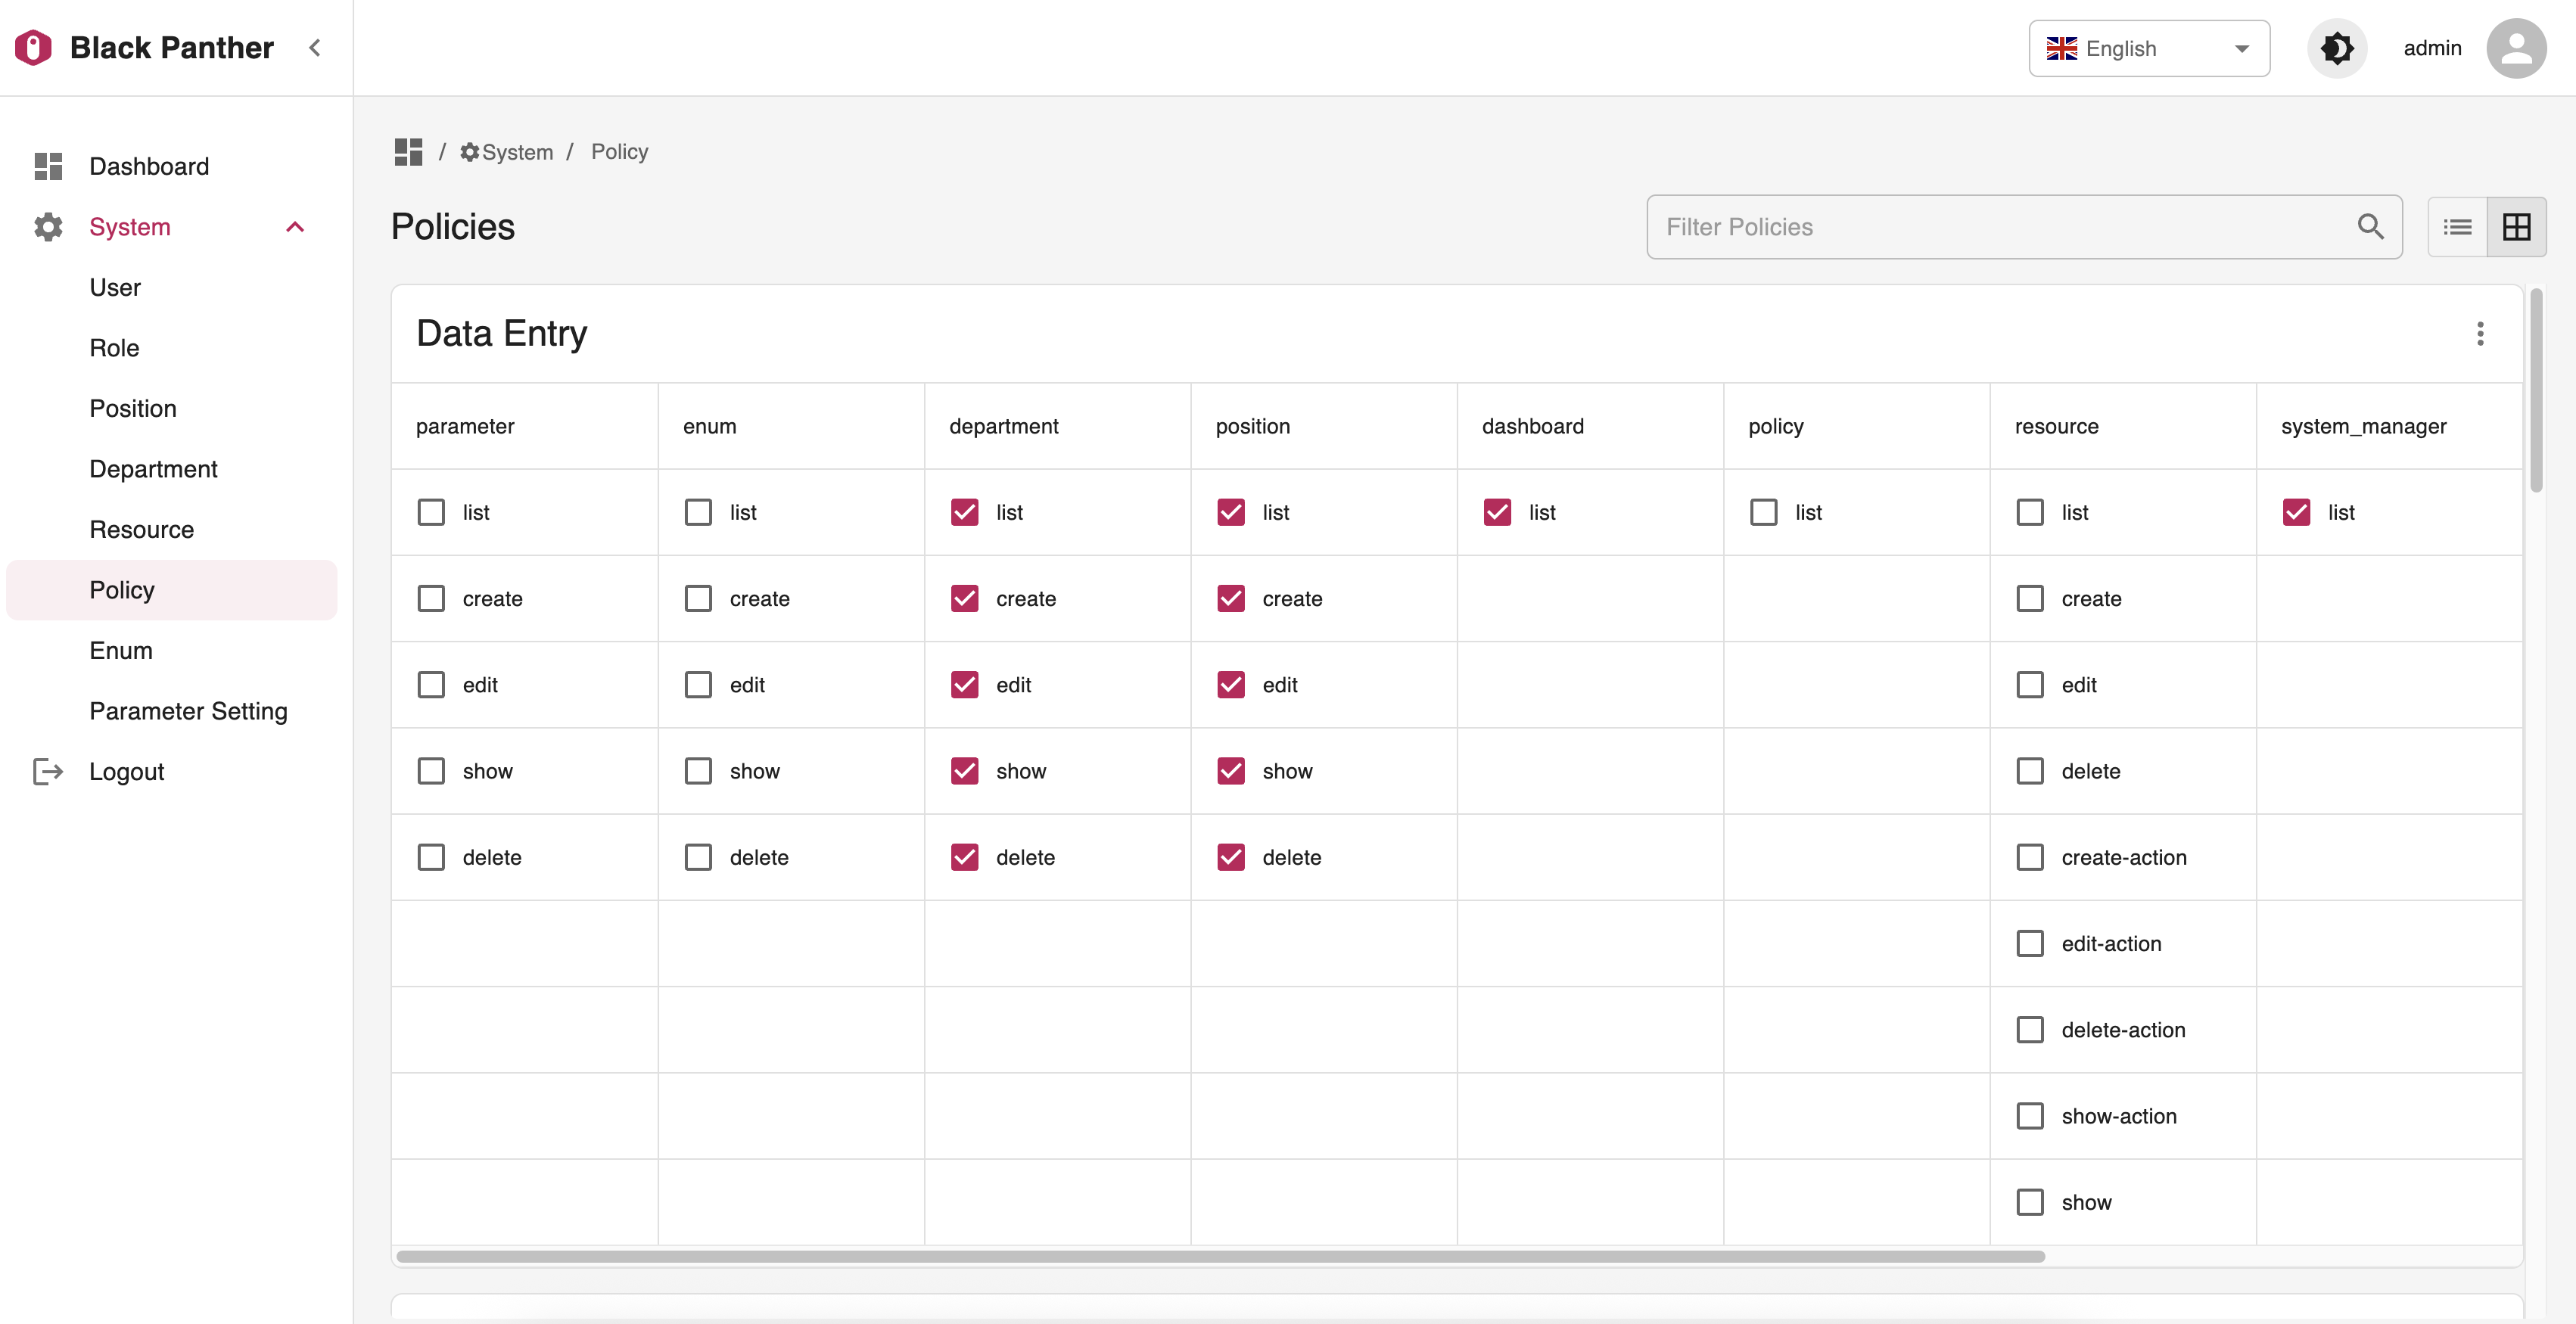 Black Panther
English
admin
Dashboard
System
User
Role
Position
Department
Resource
Policy
Enum
Parameter Setting
Logout
/ System / Policy
Policies
Filter Policies
Data Entry
parameter enum department position dashboard policy resource system_manager
list list list list list list list list
create create create create create
edit edit edit edit edit
show show show show delete
delete delete delete delete create-action
edit-action
delete-action
show-action
show